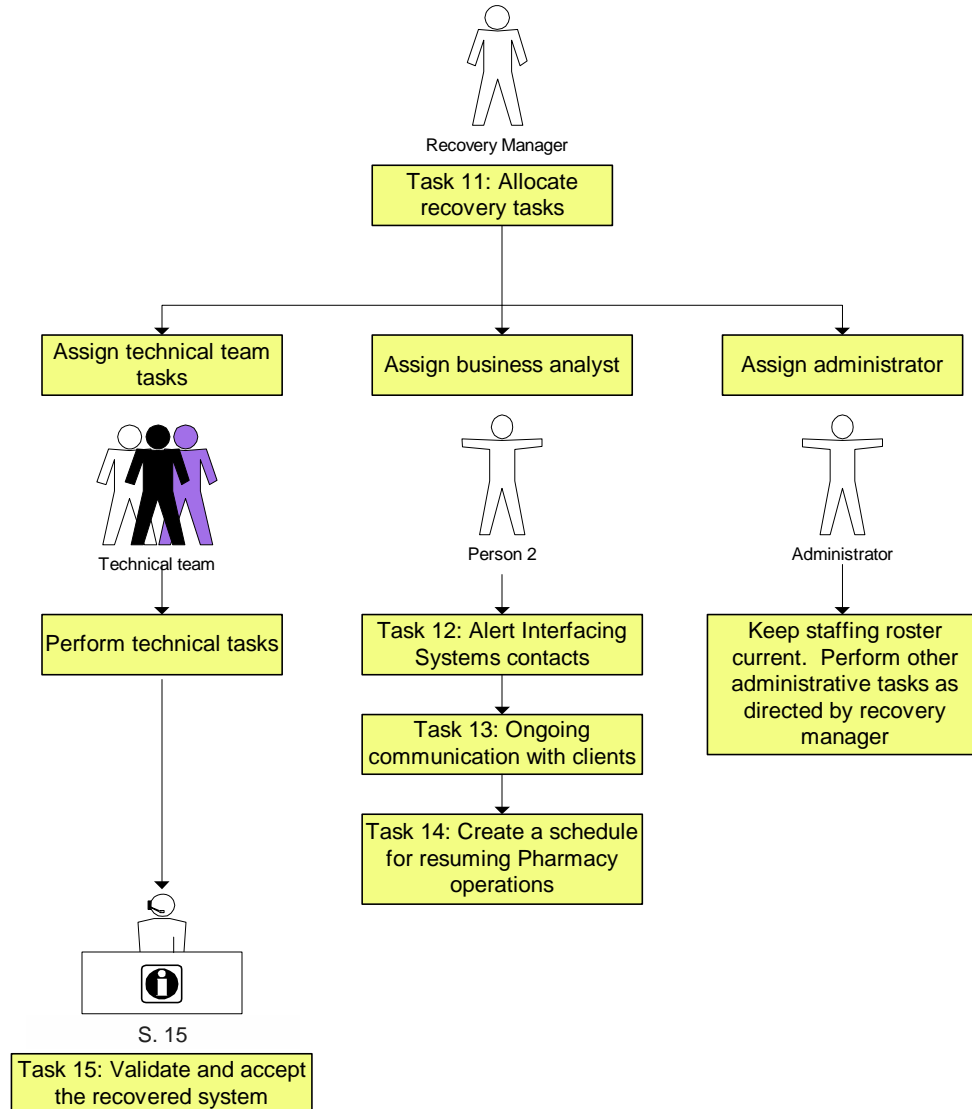 Recovery Manager
Task 11: Allocate
recovery tasks
Assign technical team
tasks
Assign business analyst
Assign administrator
Technical team
Person 2
Administrator
Perform technical tasks
Task 12: Alert Interfacing
Systems contacts
Keep staffing roster
current.  Perform other
administrative tasks as
directed by recovery
manager
Task 13: Ongoing
communication with clients
Task 14: Create a schedule
for resuming Pharmacy
operations
S. 15
Task 15: Validate and accept
the recovered system